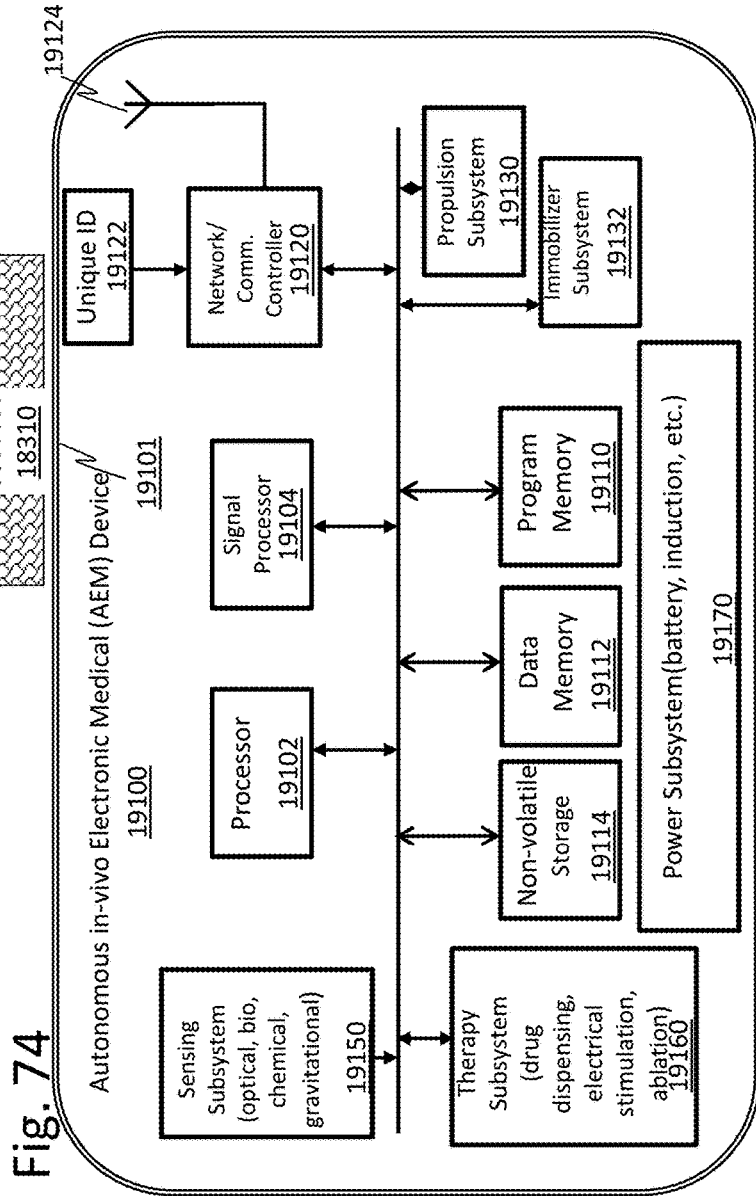 Fig. 74
18310
19124
Autonomous in-vivo Electronic Medical (AEM) Device
19100
19101
Sensing
Subsystem
(optical, bio,
chemical,
gravitational)
19150
Processor
19102
Signal
Processor
19104
Unique ID
19122
Network/
Comm.
Controller
19120
Therapy
Subsystem
(drug
dispensing,
electrical
stimulation,
ablation)
19160
Non-volatile
Storage
19114
Data
Memory
19112
Program
Memory
19110
Propulsion
Subsystem
19130
Immobilizer
Subsystem
19132
Power Subsystem(battery, induction, etc.)
19170